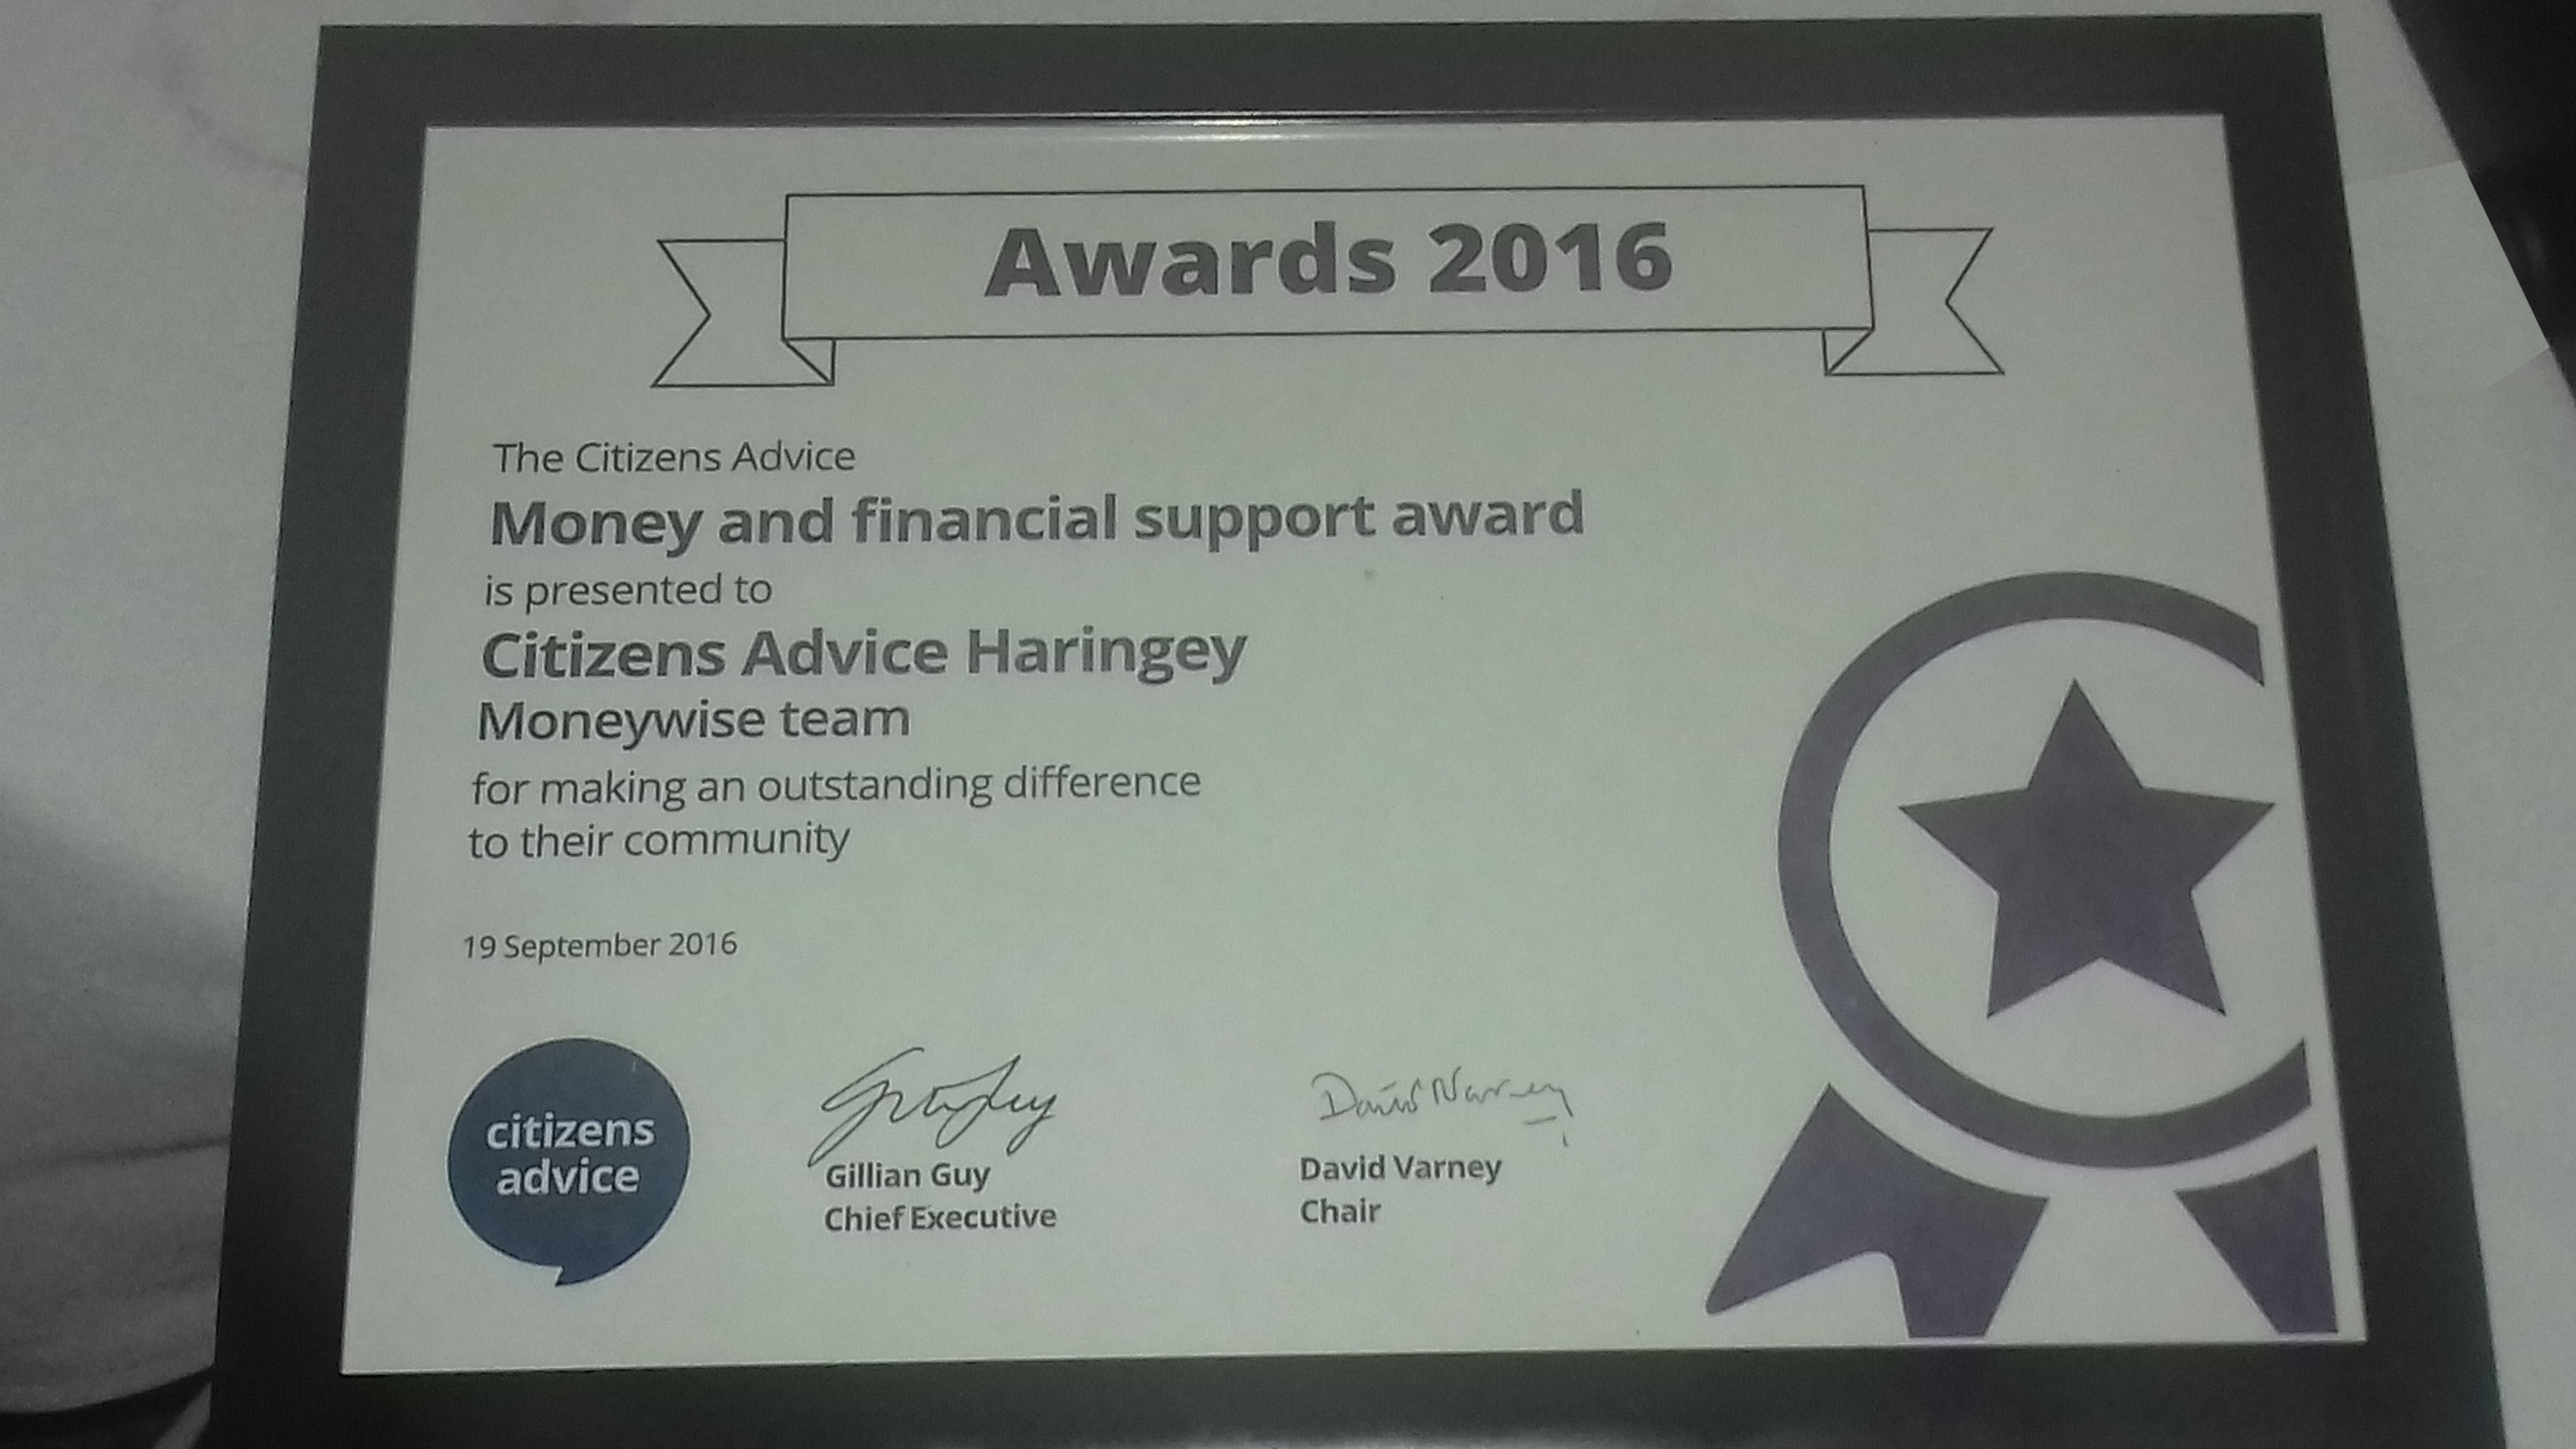 Awards 2016
The Citizens Advice
Money and financial support award
is presented to
Citizens Advice Haringey
Moneywise team
for making an outstanding difference
to their community
19 September 2016
citizens
advice
Gillian Guy
Chief Executive
David Varney
David Varney
Chair